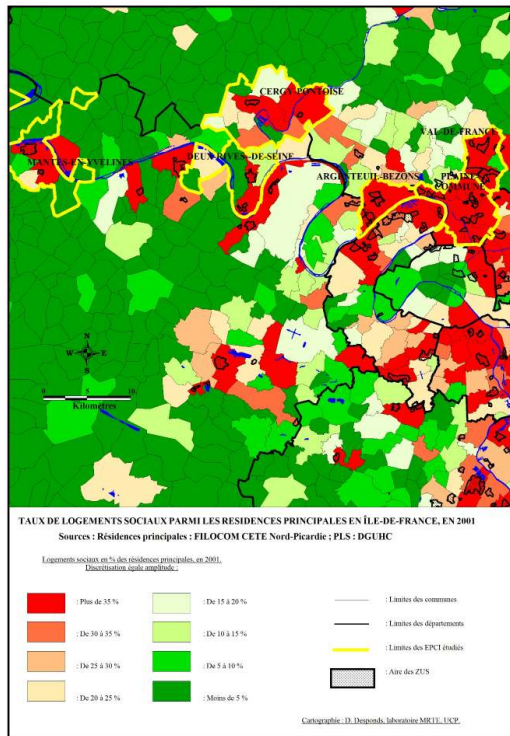 CERGY-PONTOISE
VAL-DE-FRANCE
MANTES-EN-YVELINES
DEUX RIVES-DE-SEINE
ARGENTEUIL-BEZONS
PLAINE
COMMUNE
N
W E
S
0 5 10
Kilomètres
TAUX DE LOGEMENTS SOCIAUX PARMI LES RESIDENCES PRINCIPALES EN ÎLE-DE-FRANCE, EN 2001
Sources : Résidences principales : FILOCOM CETE Nord-Picardie ; PLS : DGUHC
Logements sociaux en % des résidences principales, en 2001.
Discrétisation égale amplitude :
: Plus de 35 %
: De 30 à 35 %
: De 25 à 30 %
: De 20 à 25 %
: De 15 à 20 %
: De 10 à 15 %
: De 5 à 10 %
: Moins de 5 %
: Limites des communes
: Limites des départements
: Limites des EPCI étudiés
: Aire des ZUS
Cartographie : D. Desponds, laboratoire MRTE, UCP.